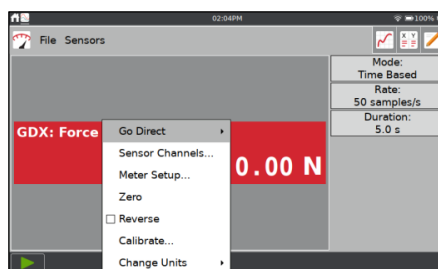 02:04PM
100%
File Sensors
X Y
Mode:
Time Based
Rate:
50 samples/s
Duration:
5.0 s
GDX: Force
0.00 N
Go Direct
Sensor Channels...
Meter Setup...
Zero
Reverse
Calibrate...
Change Units